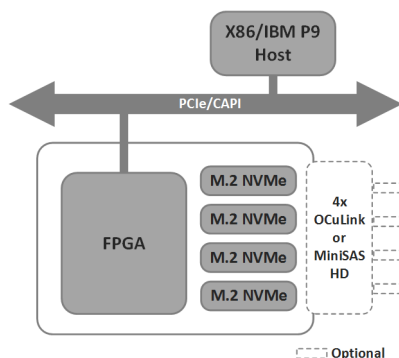 X86/IBM P9
Host
PCIe/CAPI
FPGA
M.2 NVMe
M.2 NVMe
M.2 NVMe
M.2 NVMe
4x
OCuLink
or
MiniSAS
HD
Optional